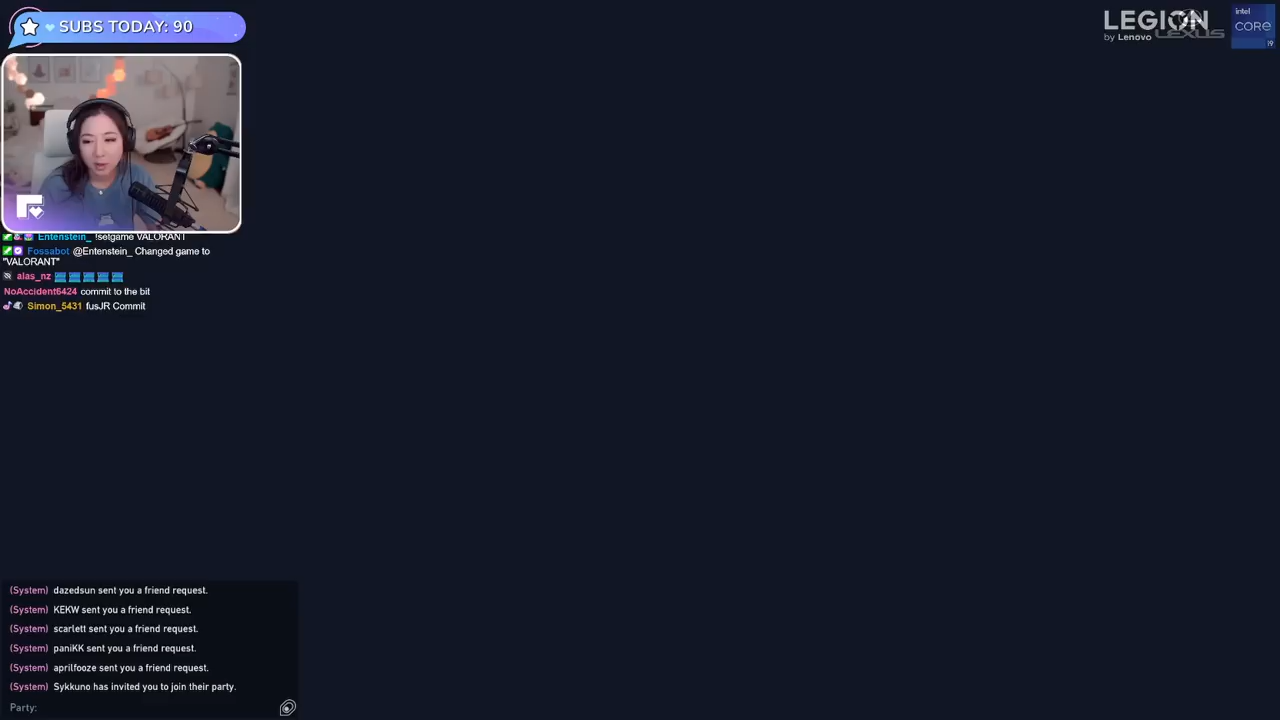 SUBS TODAY: 90
LEGION
by Lenovo
LEXUS
intel
CORE
i9
Entenstein_ !setgame VALORANT
Fossabot @Entenstein_ Changed game to
"VALORANT"
alas_nz
NoAccident6424 commit to the bit
Simon_5431 fusJR Commit
(System) dazedsun sent you a friend request.
(System) KEKW sent you a friend request.
(System) scarlett sent you a friend request.
(System) paniKK sent you a friend request.
(System) aprilfooze sent you a friend request.
(System) Sykkuno has invited you to join their party.
Party: